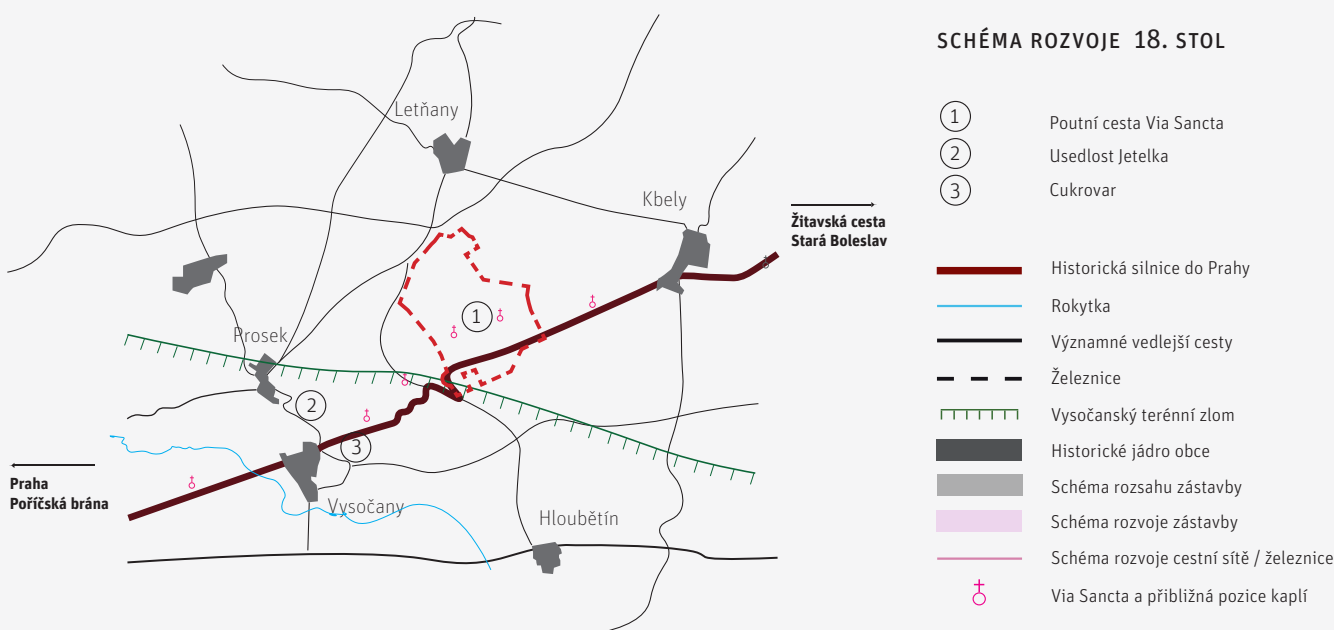 SCHÉMA ROZVOJE 18. STOL
1
Poutní cesta Via Sancta
2
Usedlost Jetelka
3
Cukrovar
Historická silnice do Prahy
Rokytka
Významné vedlejší cesty
Železnice
Vysočanský terénní zlom
Historické jádro obce
Schéma rozsahu zástavby
Schéma rozvoje zástavby
Schéma rozvoje cestní sítě / železnice
Via Sancta a přibližná pozice kaplí
Letňany
Kbely
Žitavská cesta
Stará Boleslav
1
Prosek
2
3
Praha
Poříčská brána
Vysočany
Hloubětín